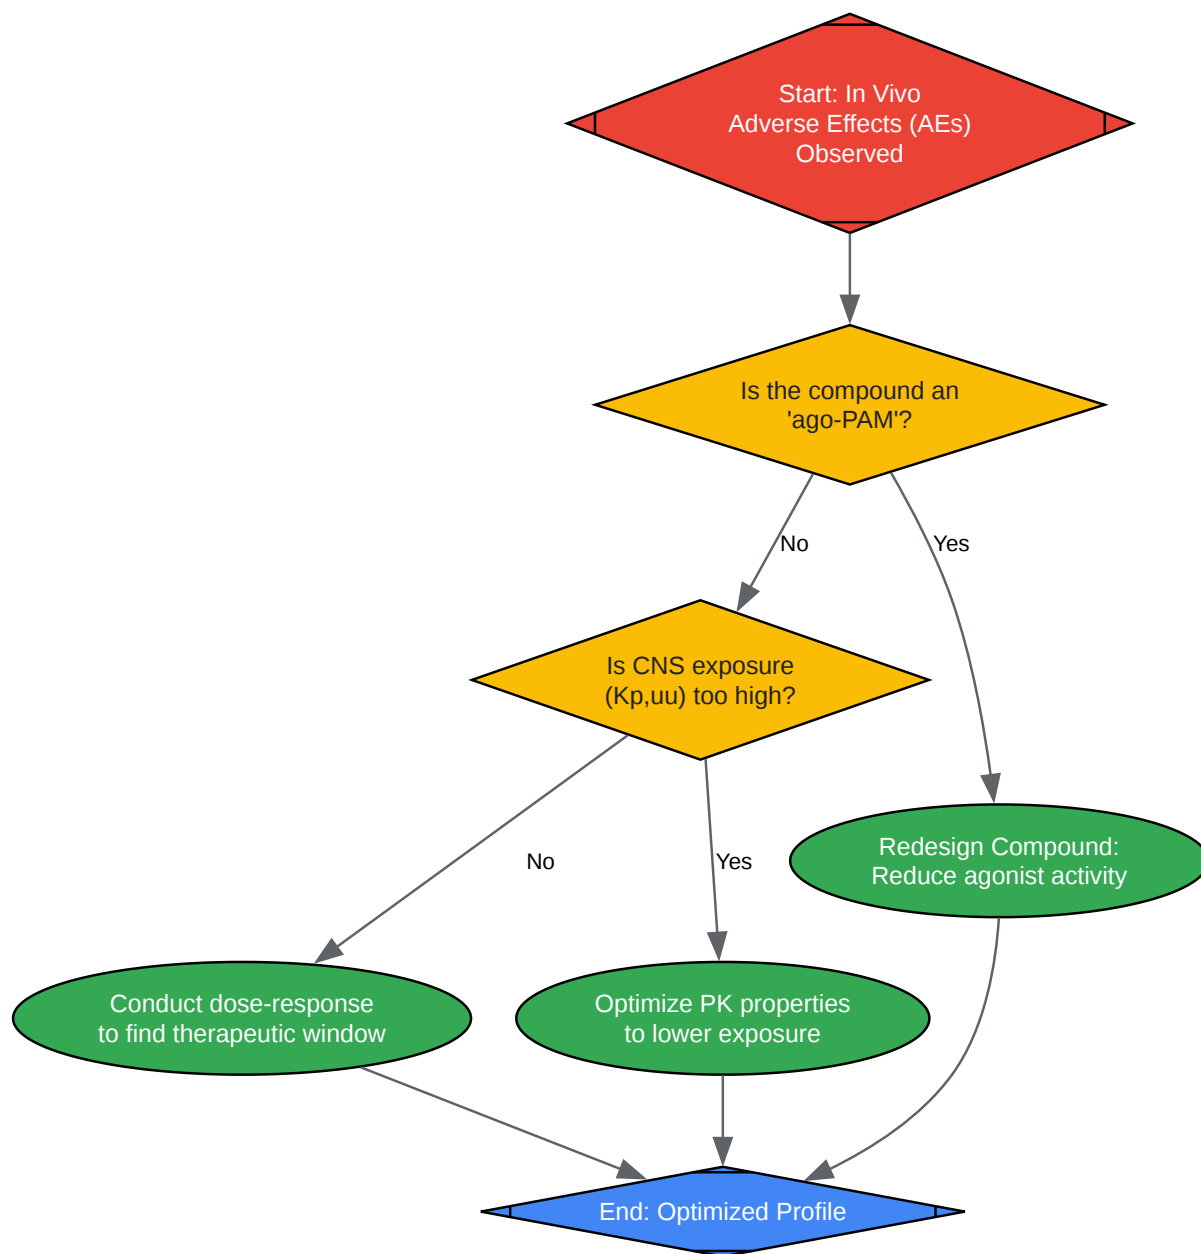 Start: In Vivo
Adverse Effects (AEs)
Observed
Is the compound an
'ago-PAM'?
No
Yes
Is CNS exposure
(Kp,uu) too high?
No
Yes
Redesign Compound:
Reduce agonist activity
Conduct dose-response
to find therapeutic window
Optimize PK properties
to lower exposure
End: Optimized Profile